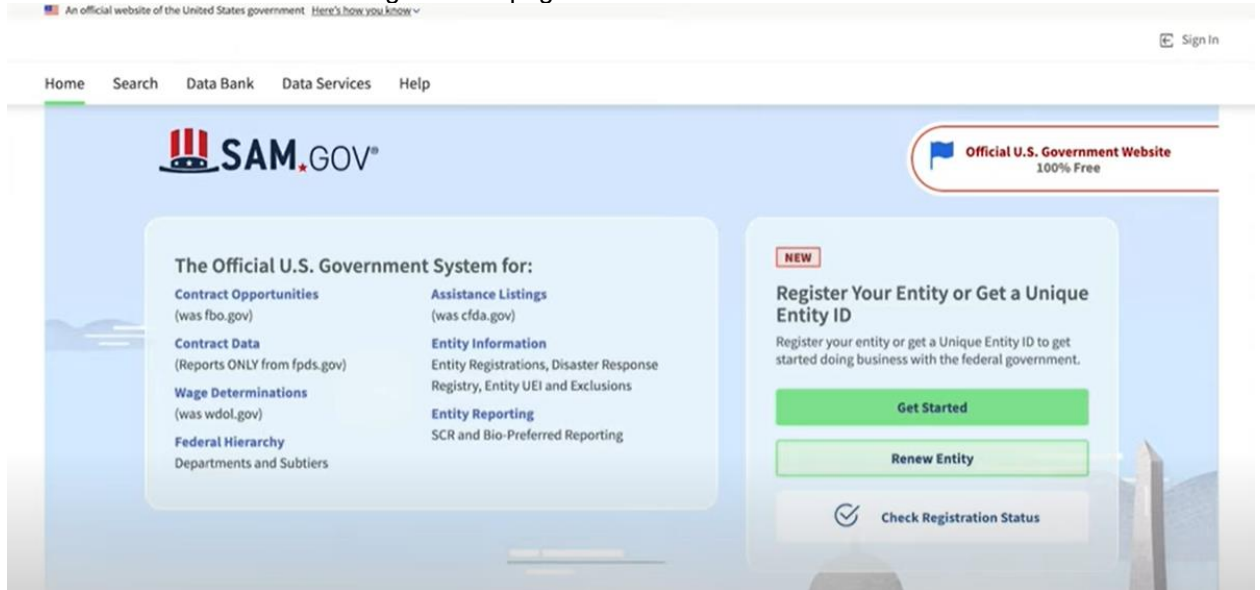 An official website of the United States government Here's how you know
Sign In
Home Search Data Bank Data Services Help
SAM.GOV®
Official U.S. Government Website
100% Free
The Official U.S. Government System for:
Contract Opportunities
(was fbo.gov)
Contract Data
(Reports ONLY from fpds.gov)
Wage Determinations
(was wdol.gov)
Federal Hierarchy
Departments and Subtiers
Assistance Listings
(was cfda.gov)
Entity Information
Entity Registrations, Disaster Response
Registry, Entity UEI and Exclusions
Entity Reporting
SCR and Bio-Preferred Reporting
NEW
Register Your Entity or Get a Unique
Entity ID
Register your entity or get a Unique Entity ID to get
started doing business with the federal government.
Get Started
Renew Entity
Check Registration Status